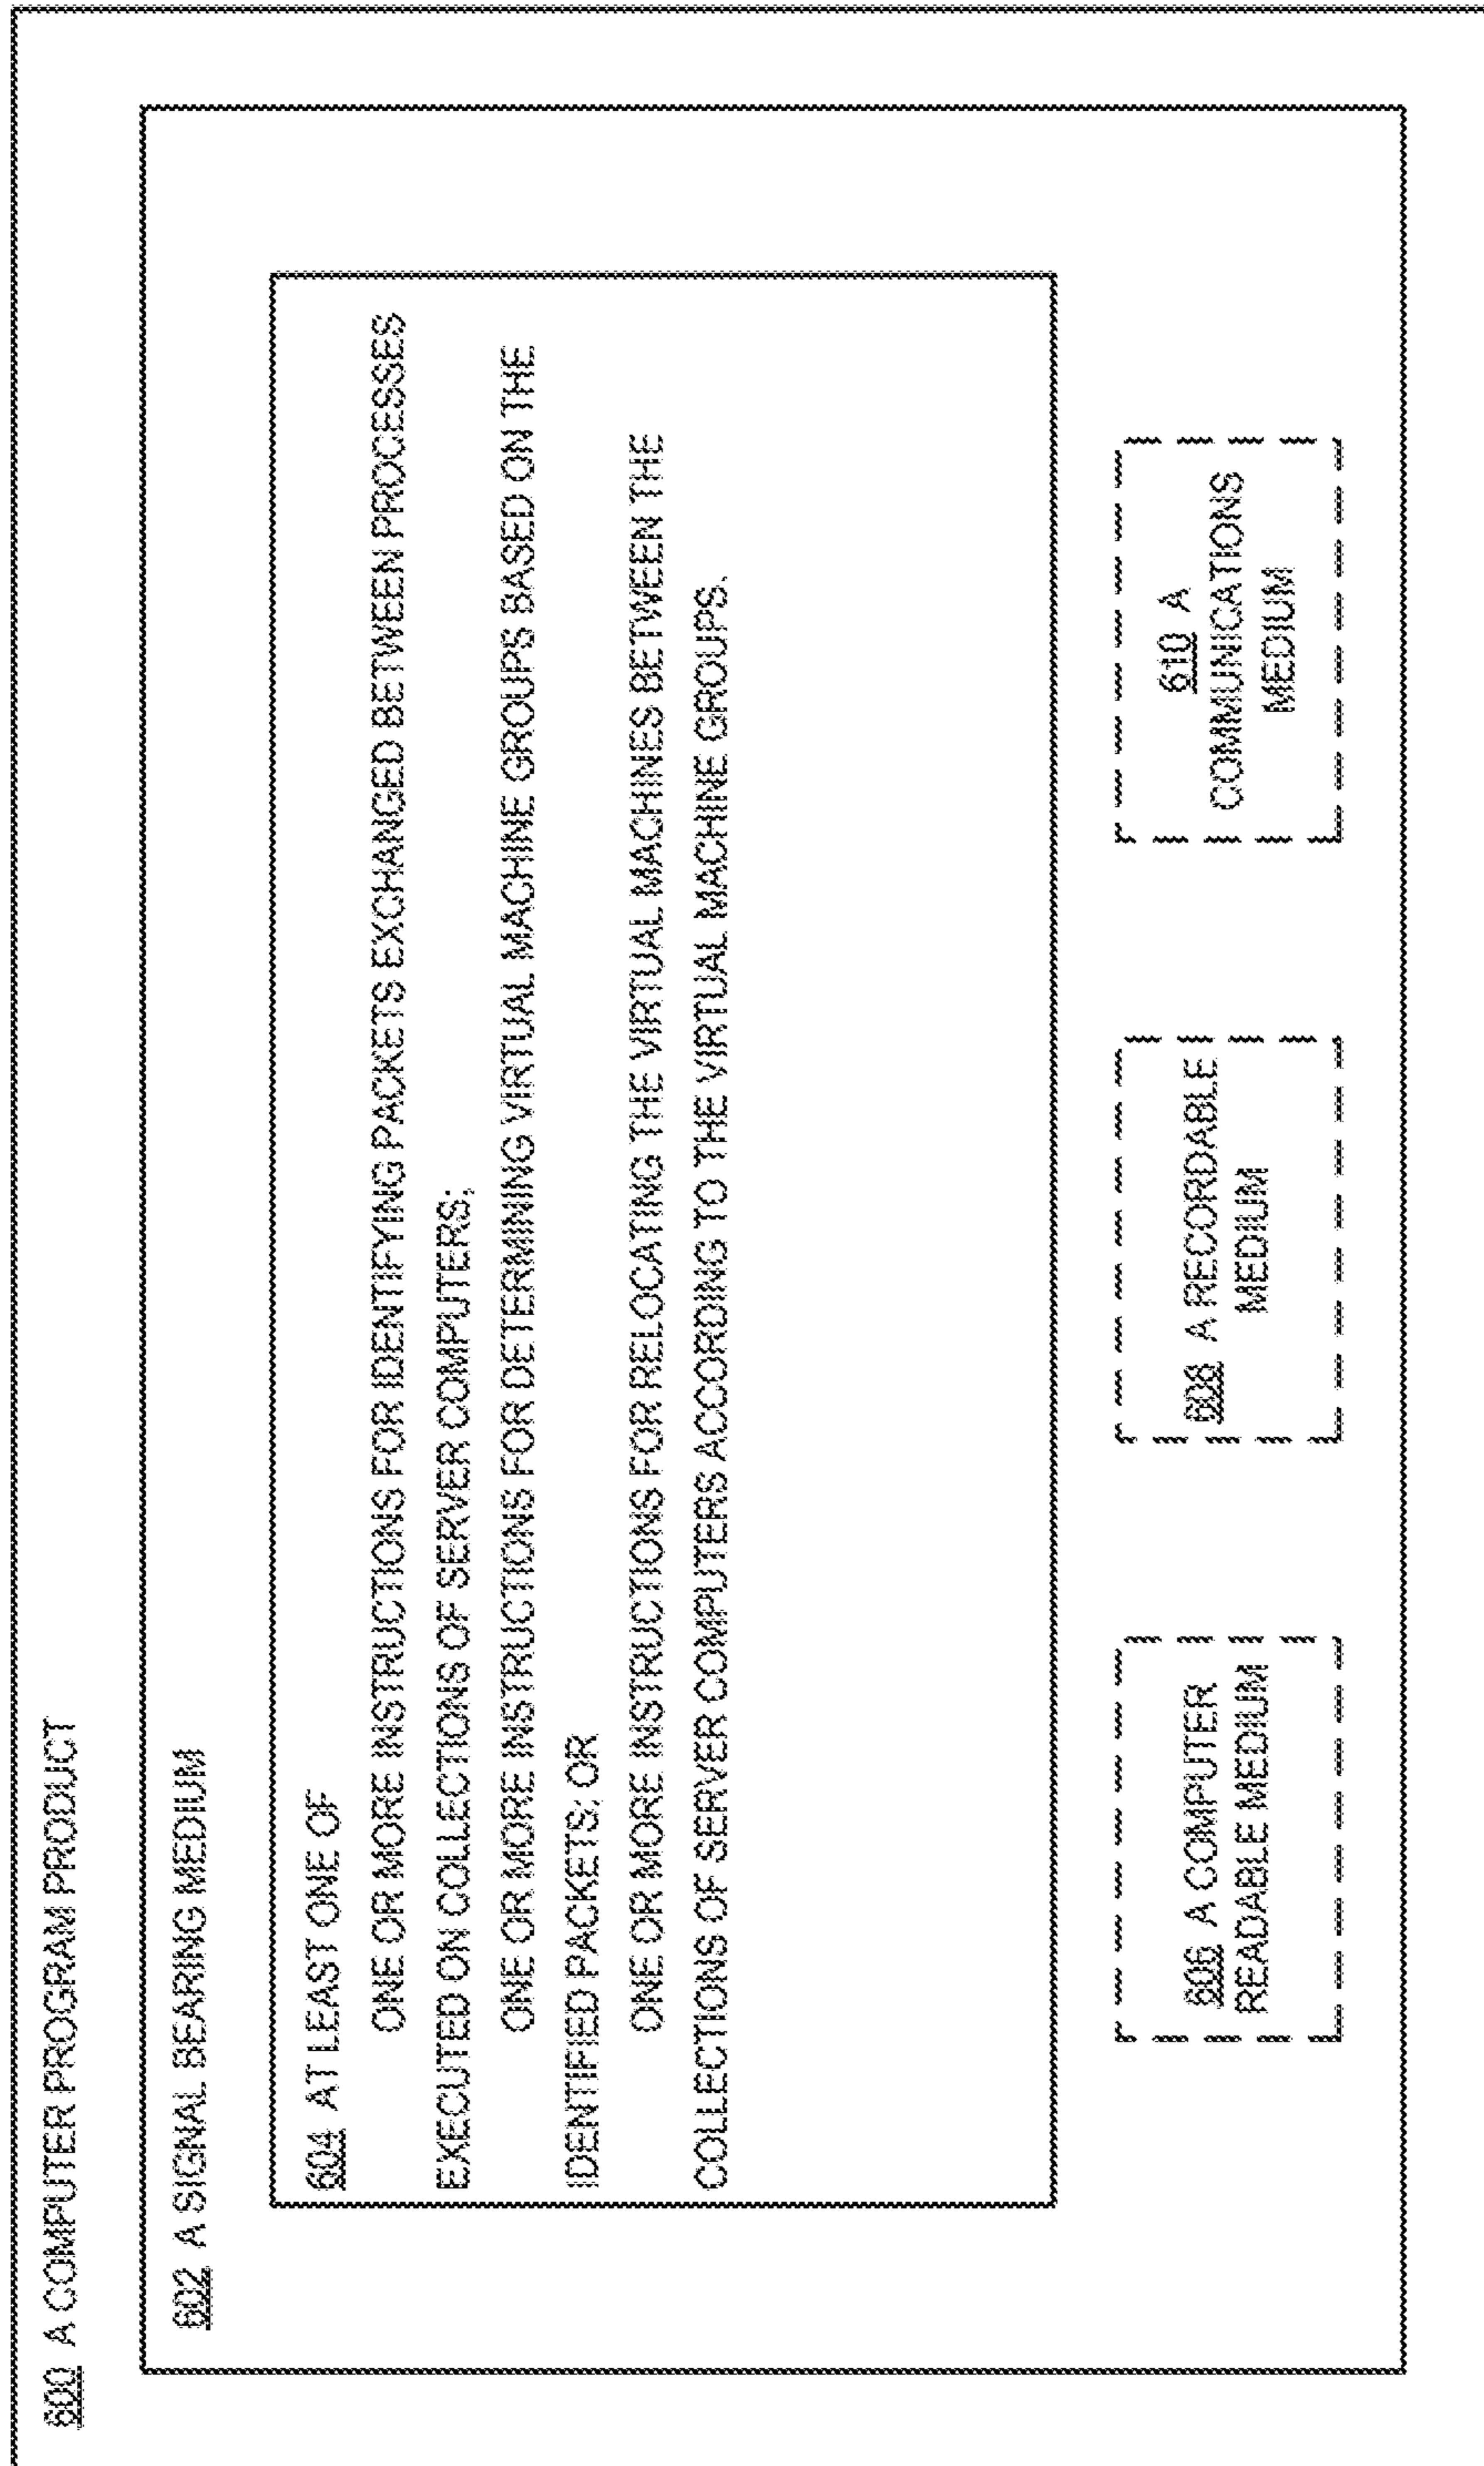 600 A COMPUTER PROGRAM PRODUCT
602 A SIGNAL BEARING MEDIUM
604 AT LEAST ONE OF
ONE OR MORE INSTRUCTIONS FOR IDENTIFYING PACKETS EXCHANGED BETWEEN PROCESSES
EXECUTED ON COLLECTIONS OF SERVER COMPUTERS;
ONE OR MORE INSTRUCTIONS FOR DETERMINING VIRTUAL MACHINE GROUPS BASED ON THE
IDENTIFIED PACKETS; OR
ONE OR MORE INSTRUCTIONS FOR RELOCATING THE VIRTUAL MACHINES BETWEEN THE
COLLECTIONS OF SERVER COMPUTERS ACCORDING TO THE VIRTUAL MACHINE GROUPS.
606 A COMPUTER
READABLE MEDIUM
608 A RECORDABLE
MEDIUM
610 A
COMMUNICATIONS
MEDIUM